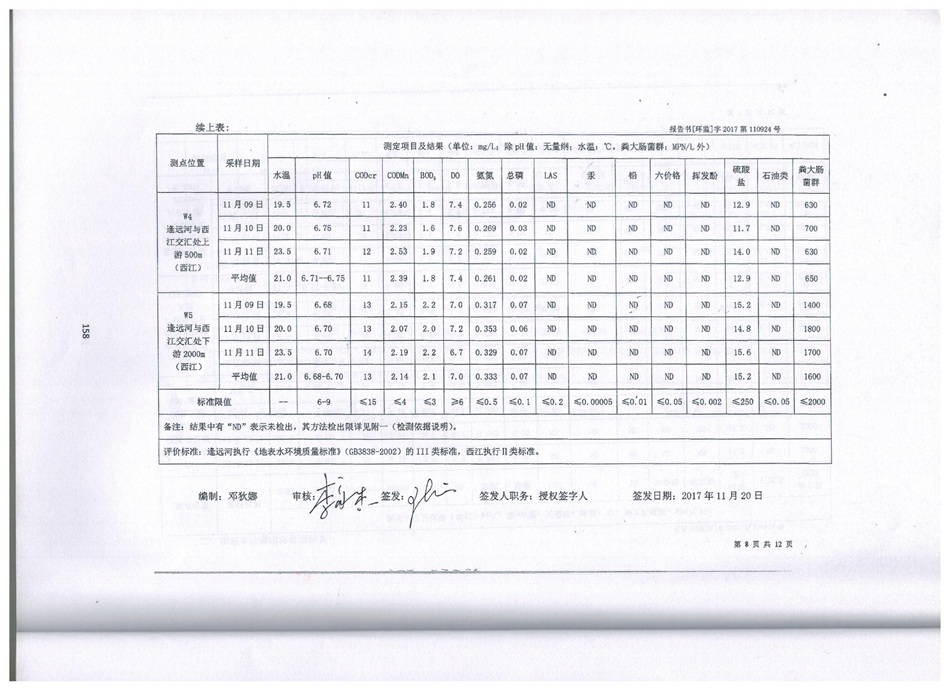 续上表:
报告书[环监]字 2017 第 110924 号
测点位置 采样日期 测定项目及结果（单位：mg/L；除 pH 值：无量纲；水温：℃，粪大肠菌群：MPN/L 外）
水温 pH 值 CODcr CODMn BOD₅ DO 氨氮 总磷 LAS 汞 铅 六价铬 挥发酚 硫酸盐 石油类 粪大肠菌群
W4
逢远河与西
江交汇处上
游 500m
（西江）
11 月 09 日 19.5 6.72 11 2.40 1.8 7.4 0.256 0.02 ND ND ND ND ND 12.9 ND 630
11 月 10 日 20.0 6.75 11 2.23 1.6 7.6 0.269 0.03 ND ND ND ND ND 11.7 ND 700
11 月 11 日 23.5 6.71 12 2.53 1.9 7.2 0.259 0.02 ND ND ND ND ND 14.0 ND 630
平均值 21.0 6.71--6.75 11 2.39 1.8 7.4 0.261 0.02 ND ND ND ND ND 12.9 ND 650
W5
逢远河与西
江交汇处下
游 2000m
（西江）
11 月 09 日 19.5 6.68 13 2.15 2.2 7.0 0.317 0.07 ND ND ND ND ND 15.2 ND 1400
11 月 10 日 20.0 6.70 13 2.07 2.0 7.2 0.353 0.06 ND ND ND ND ND 14.8 ND 1800
11 月 11 日 23.5 6.70 14 2.19 2.2 6.7 0.329 0.07 ND ND ND ND ND 15.6 ND 1700
平均值 21.0 6.68-6.70 13 2.14 2.1 7.0 0.333 0.07 ND ND ND ND ND 15.2 ND 1600
标准限值 -- 6-9 ≤15 ≤4 ≤3 ≥6 ≤0.5 ≤0.1 ≤0.2 ≤0.00005 ≤0.01 ≤0.05 ≤0.002 ≤250 ≤0.05 ≤2000
备注：结果中有“ND”表示未检出，其方法检出限详见附一（检测依据说明）。
评价标准：逢远河执行《地表水环境质量标准》（GB3838-2002）的 III 类标准，西江执行 II 类标准。
编制：邓狄娜 审核： 签发： 签发人职务：授权签字人 签发日期：2017 年 11 月 20 日
第 8 页 共 12 页
158